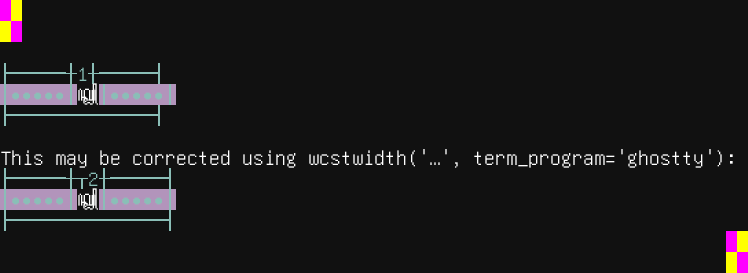 1
This may be corrected using wcstwidth('…', term_program='ghostty'):
2